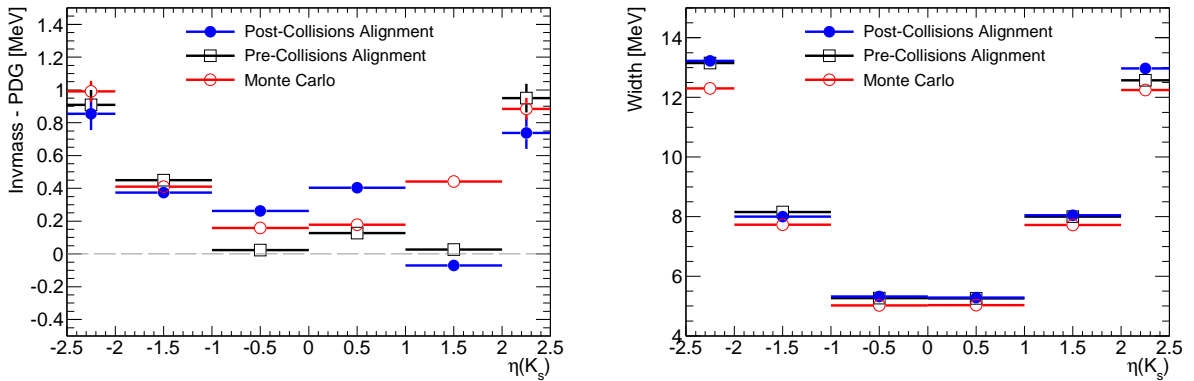 Invmass - PDG [MeV]
1.4
1.2
1
0.8
0.6
0.4
0.2
0
-0.2
-0.4
Post-Collisions Alignment
Pre-Collisions Alignment
Monte Carlo
-2.5 -2 -1.5 -1 -0.5 0 0.5 1 1.5 2 2.5
η(K_s)
Width [MeV]
14
12
10
8
6
4
Post-Collisions Alignment
Pre-Collisions Alignment
Monte Carlo
-2.5 -2 -1.5 -1 -0.5 0 0.5 1 1.5 2 2.5
η(K_s)